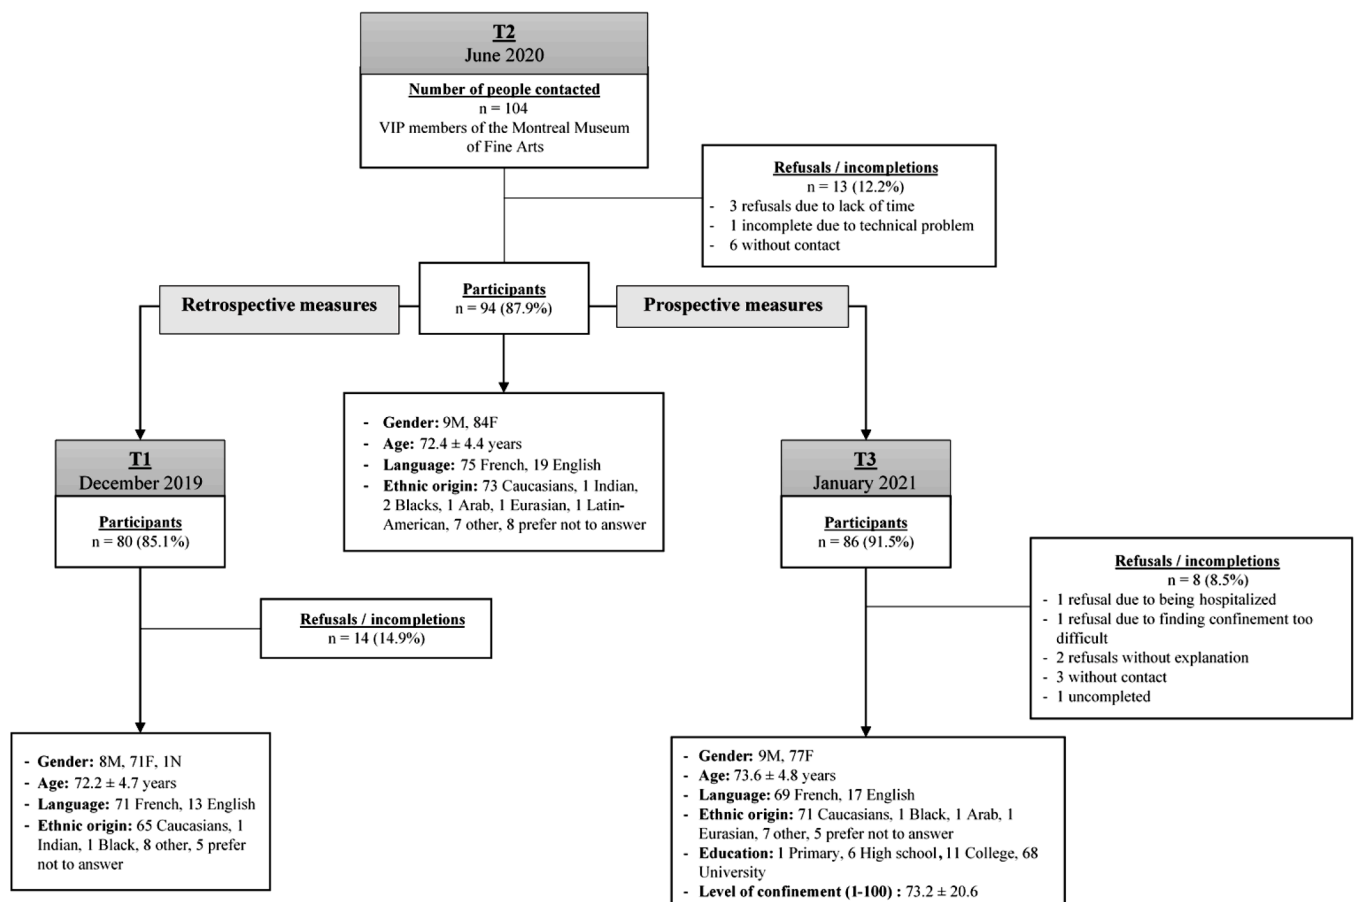 T2
June 2020
Number of people contacted
n = 104
VIP members of the Montreal Museum
of Fine Arts
Refusals / incompletions
n = 13 (12.2%)
- 3 refusals due to lack of time
- 1 incomplete due to technical problem
- 6 without contact
Retrospective measures
Participants
n = 94 (87.9%)
Prospective measures
- Gender: 9M, 84F
- Age: 72.4 ± 4.4 years
- Language: 75 French, 19 English
- Ethnic origin: 73 Caucasians, 1 Indian,
2 Blacks, 1 Arab, 1 Eurasian, 1 Latin-
American, 7 other, 8 prefer not to answer
T1
December 2019
Participants
n = 80 (85.1%)
Refusals / incompletions
n = 14 (14.9%)
- Gender: 8M, 71F, 1N
- Age: 72.2 ± 4.7 years
- Language: 71 French, 13 English
- Ethnic origin: 65 Caucasians, 1
Indian, 1 Black, 8 other, 5 prefer
not to answer
T3
January 2021
Participants
n = 86 (91.5%)
Refusals / incompletions
n = 8 (8.5%)
- 1 refusal due to being hospitalized
- 1 refusal due to finding confinement too
difficult
- 2 refusals without explanation
- 3 without contact
- 1 uncompleted
- Gender: 9M, 77F
- Age: 73.6 ± 4.8 years
- Language: 69 French, 17 English
- Ethnic origin: 71 Caucasians, 1 Black, 1 Arab, 1
Eurasian, 7 other, 5 prefer not to answer
- Education: 1 Primary, 6 High school, 11 College, 68
University
- Level of confinement (1-100) : 73.2 ± 20.6